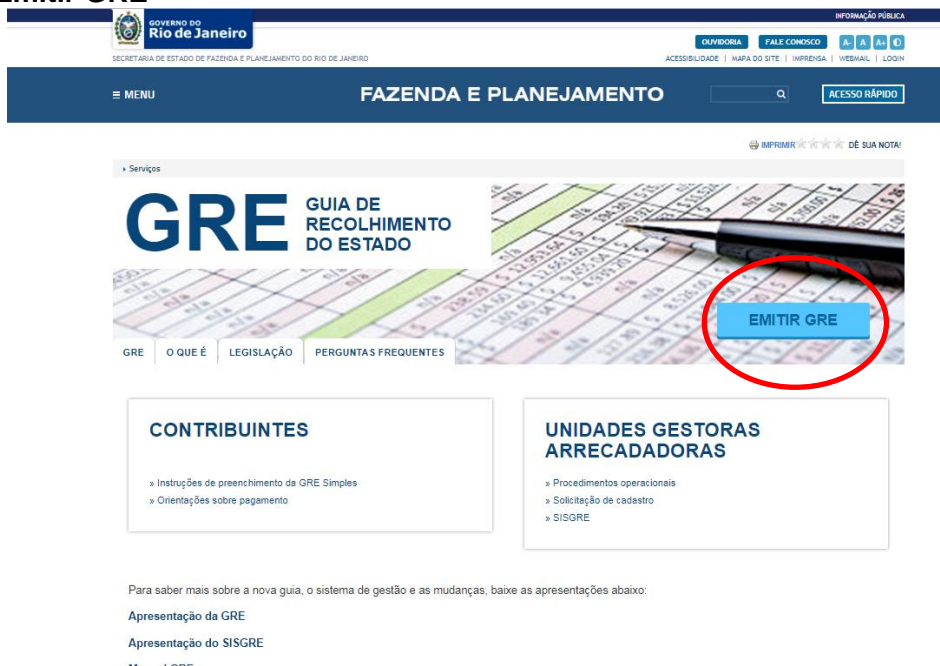 Emitir GRE
INFORMAÇÃO PÚBLICA
GOVERNO DO
Rio de Janeiro
OUVIDORIA FALE CONOSCO A- A A+
SECRETARIA DE ESTADO DE FAZENDA E PLANEJAMENTO DO RIO DE JANEIRO
ACESSIBILIDADE | MAPA DO SITE | IMPRENSA | WEBMAIL | LOGIN
≡ MENU
FAZENDA E PLANEJAMENTO
ACESSO RÁPIDO
IMPRIMIR DÊ SUA NOTA!
› Serviços
GRE
GUIA DE
RECOLHIMENTO
DO ESTADO
EMITIR GRE
GRE O QUE É LEGISLAÇÃO PERGUNTAS FREQUENTES
CONTRIBUINTES
» Instruções de preenchimento da GRE Simples
» Orientações sobre pagamento
UNIDADES GESTORAS
ARRECADADORAS
» Procedimentos operacionais
» Solicitação de cadastro
» SISGRE
Para saber mais sobre a nova guia, o sistema de gestão e as mudanças, baixe as apresentações abaixo:
Apresentação da GRE
Apresentação do SISGRE